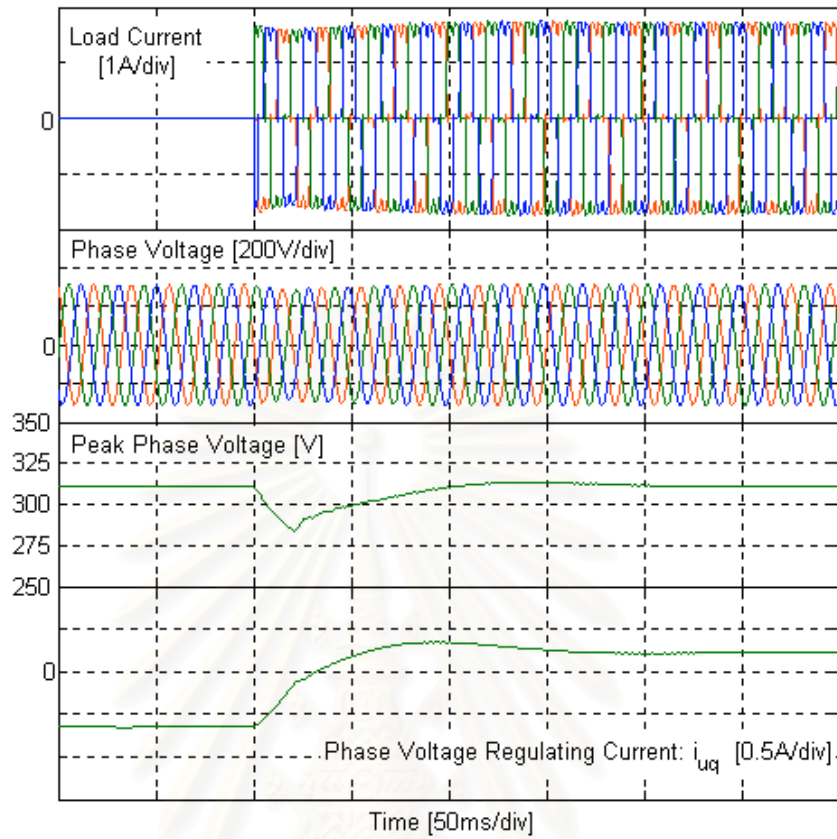 Load Current
[1A/div]
0
Phase Voltage [200V/div]
0
350
Peak Phase Voltage [V]
325
300
275
250
0
Phase Voltage Regulating Current: i_uq [0.5A/div]
Time [50ms/div]